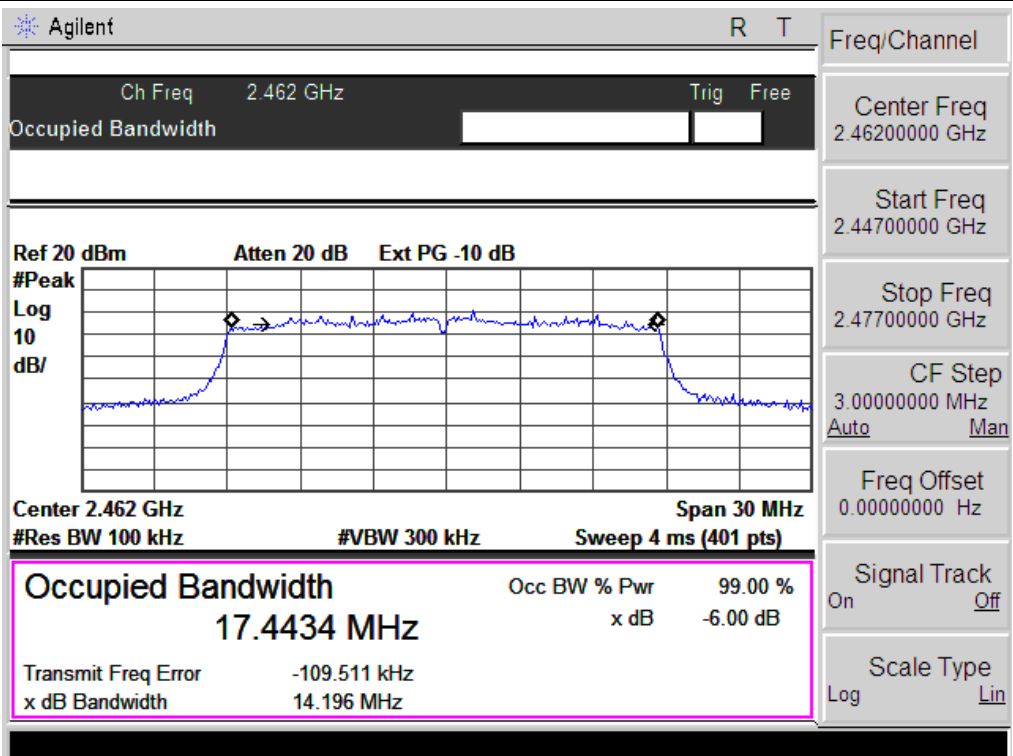 Agilent R T
Ch Freq 2.462 GHz Trig Free
Occupied Bandwidth
Ref 20 dBm Atten 20 dB Ext PG -10 dB
#Peak
Log
10
dB/
Center 2.462 GHz Span 30 MHz
#Res BW 100 kHz #VBW 300 kHz Sweep 4 ms (401 pts)
Occupied Bandwidth
17.4434 MHz
Occ BW % Pwr 99.00 %
x dB -6.00 dB
Transmit Freq Error -109.511 kHz
x dB Bandwidth 14.196 MHz
Freq/Channel
Center Freq
2.46200000 GHz
Start Freq
2.44700000 GHz
Stop Freq
2.47700000 GHz
CF Step
3.00000000 MHz
Auto Man
Freq Offset
0.00000000 Hz
Signal Track
On Off
Scale Type
Log Lin